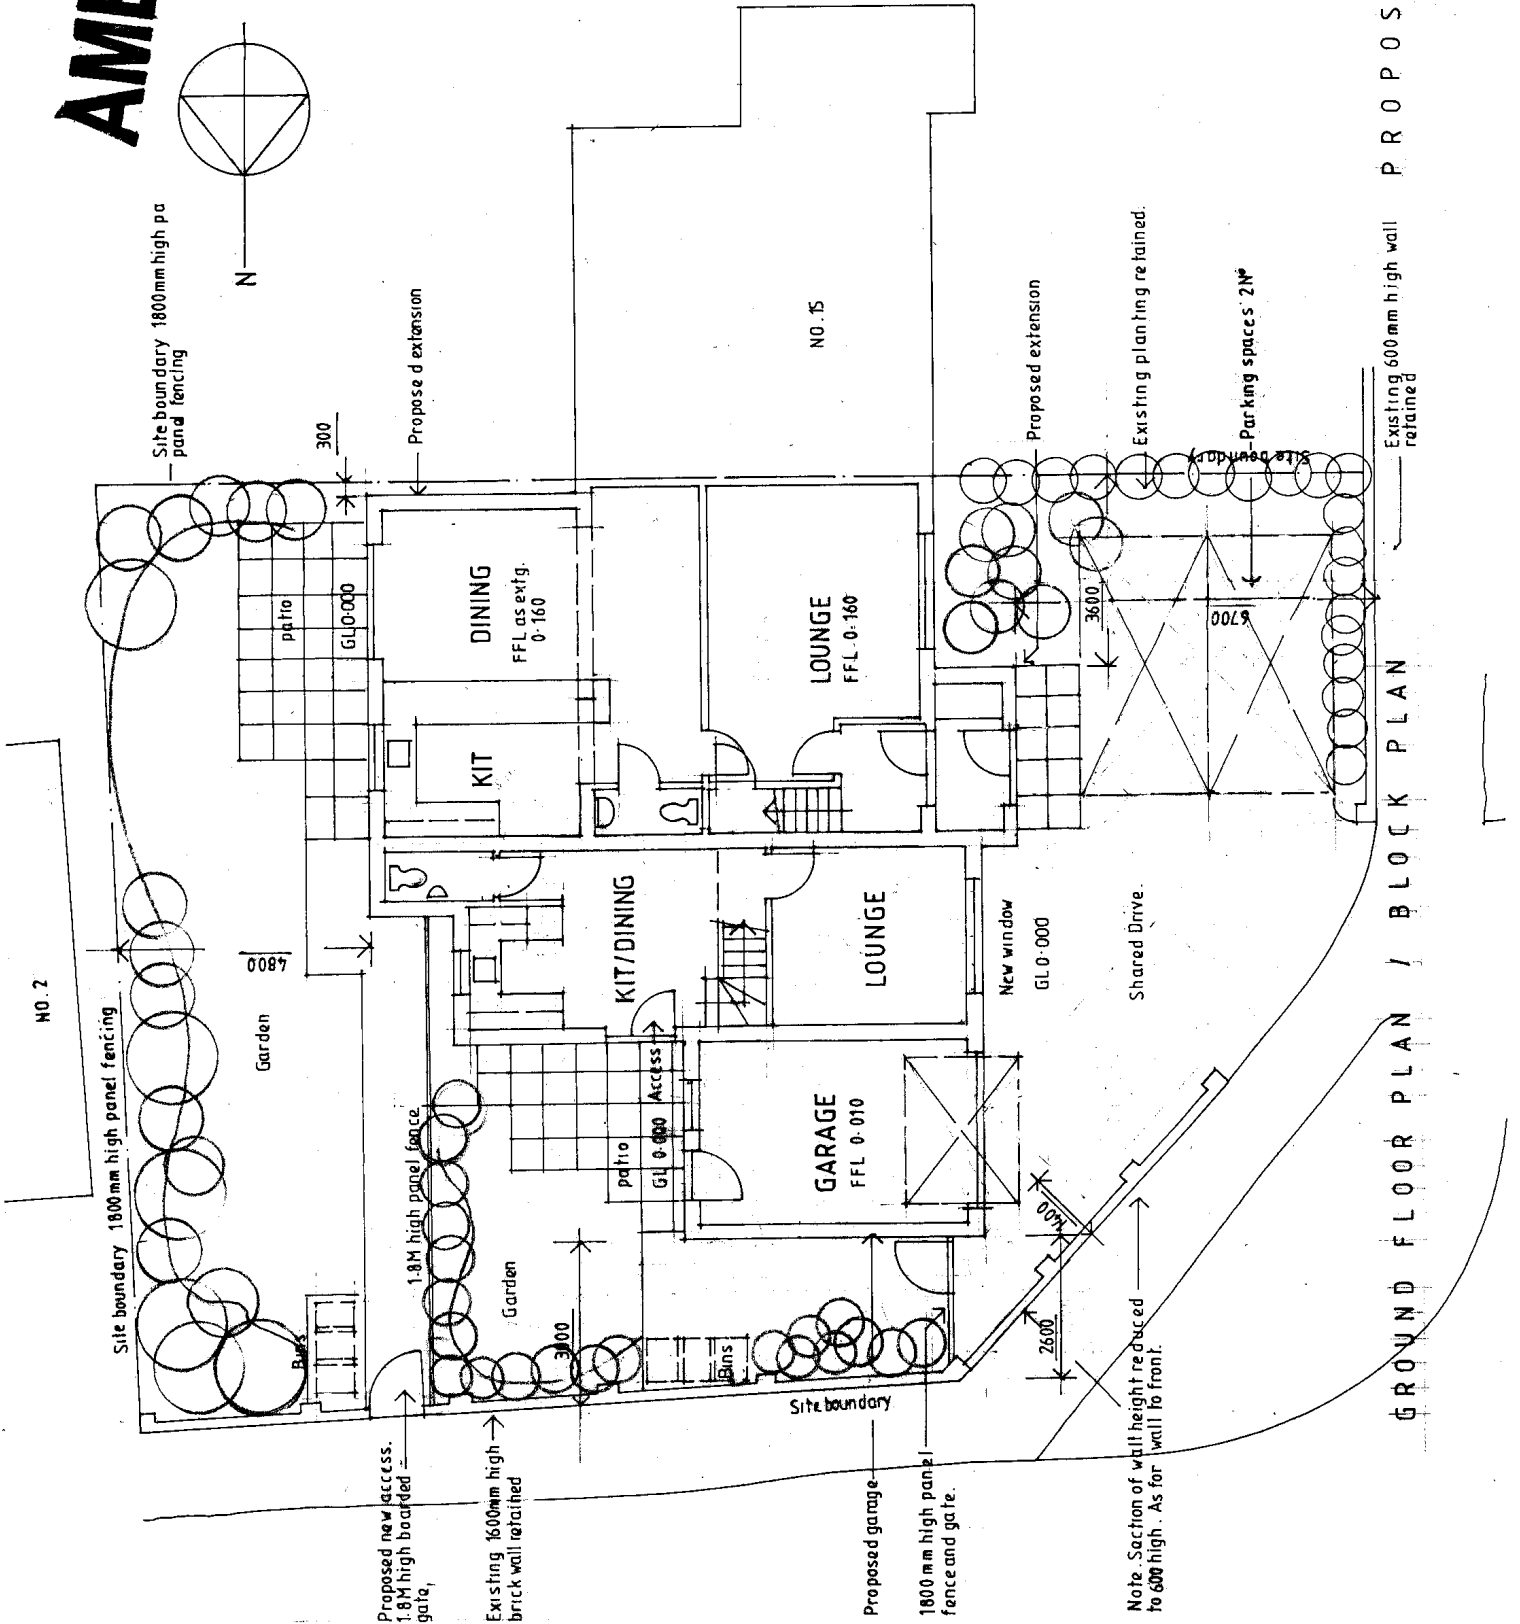 AME
N
Site boundary 1800mm high pa
panel fencing
300
Proposed extension
NO. 15
Proposed extension
Existing planting retained.
Parking spaces 2Nº
Site boundary
Existing 600mm high wall
retained
patio
GL 0·000
DINING
FFL as extg.
0·160
KIT
LOUNGE
FFL 0·160
3600
6700
NO. 2
Site boundary 1800mm high panel fencing
4800
Garden
KIT/DINING
LOUNGE
New window
GL 0·000
Shared Drive.
1·8M high panel fence
patio
GL 0·000
Access
GARAGE
FFL 0·010
Garden
3900
Bins
Bins
1400
2600
Site boundary
Proposed new access.
1.8M high boarded
gate,
Existing 1600mm high
brick wall retained
Proposed garage
1800mm high panel
fence and gate.
Note. Section of wall height reduced
to 600 high. As for wall to front.
GROUND FLOOR PLAN / BLOCK PLAN PROPOS